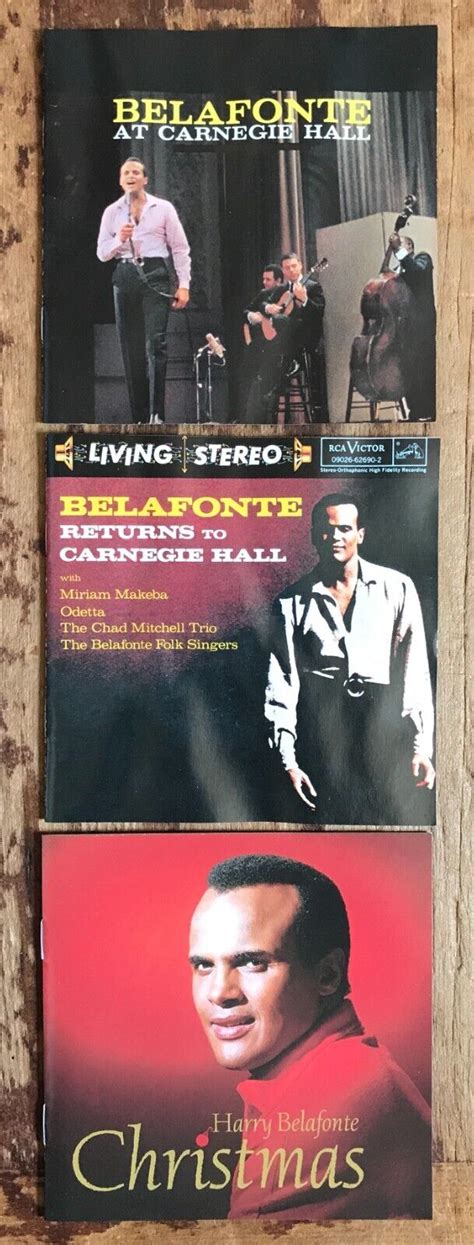 BELAFONTE
AT CARNEGIE HALL
LIVING STEREO
RCA VICTOR
09026-62690-2
Stereo-Orthophonic High Fidelity Recording
BELAFONTE
RETURNS TO
CARNEGIE HALL
with
Miriam Makeba
Odetta
The Chad Mitchell Trio
The Belafonte Folk Singers
Harry Belafonte
Christmas